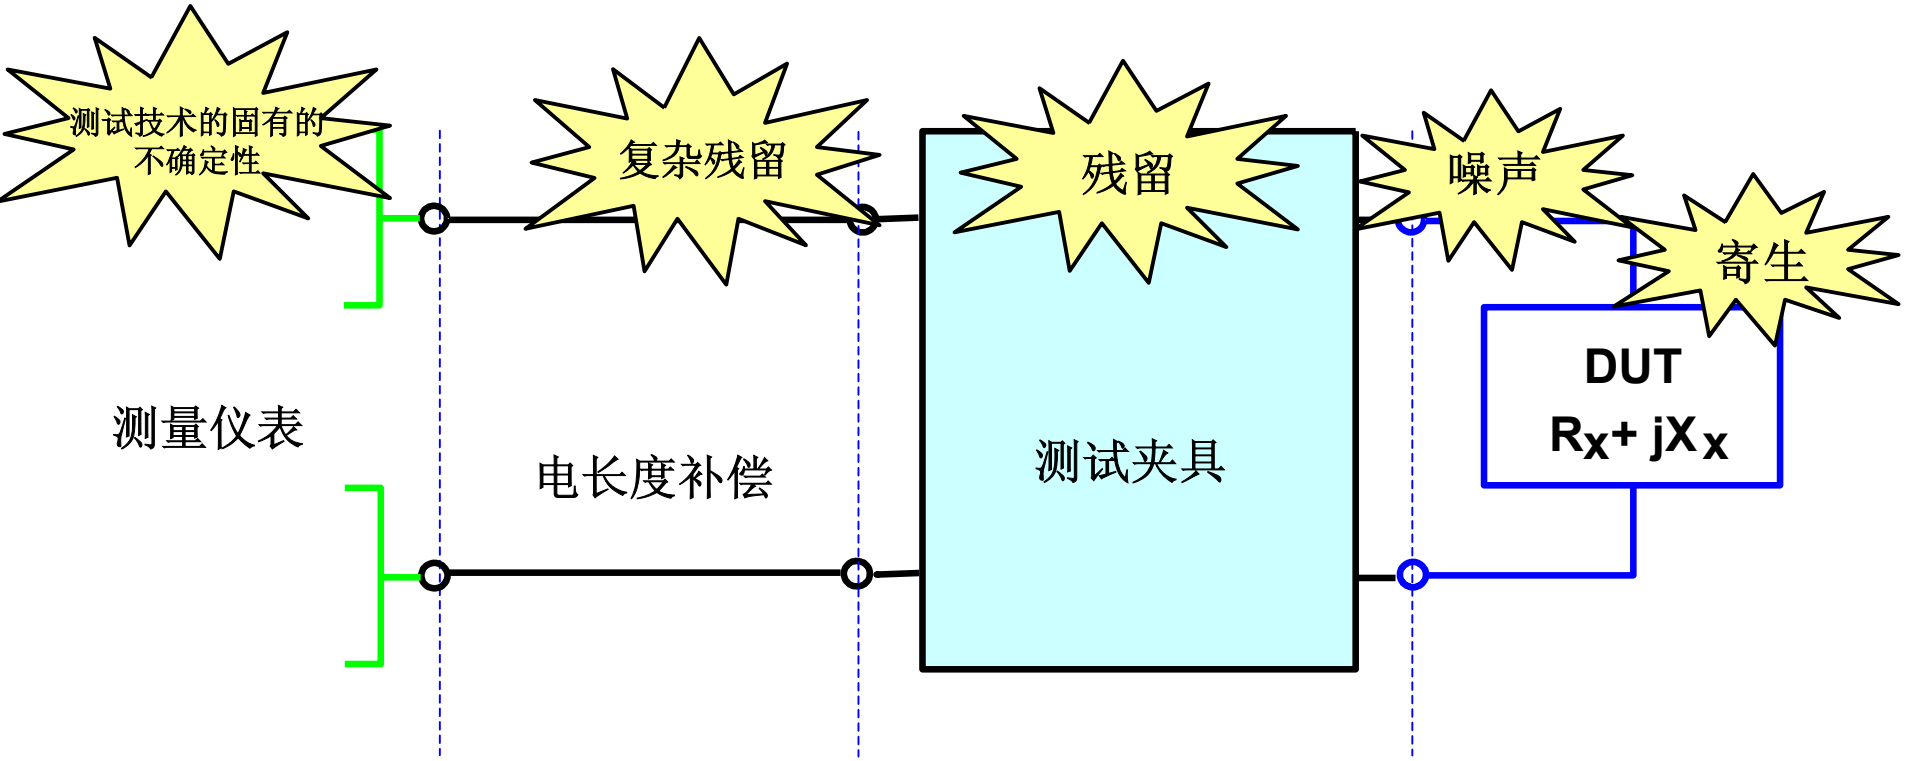 测试技术的固有的
不确定性
复杂残留
残留
噪声
寄生
测量仪表
电长度补偿
测试夹具
DUT
Rx+ jXx